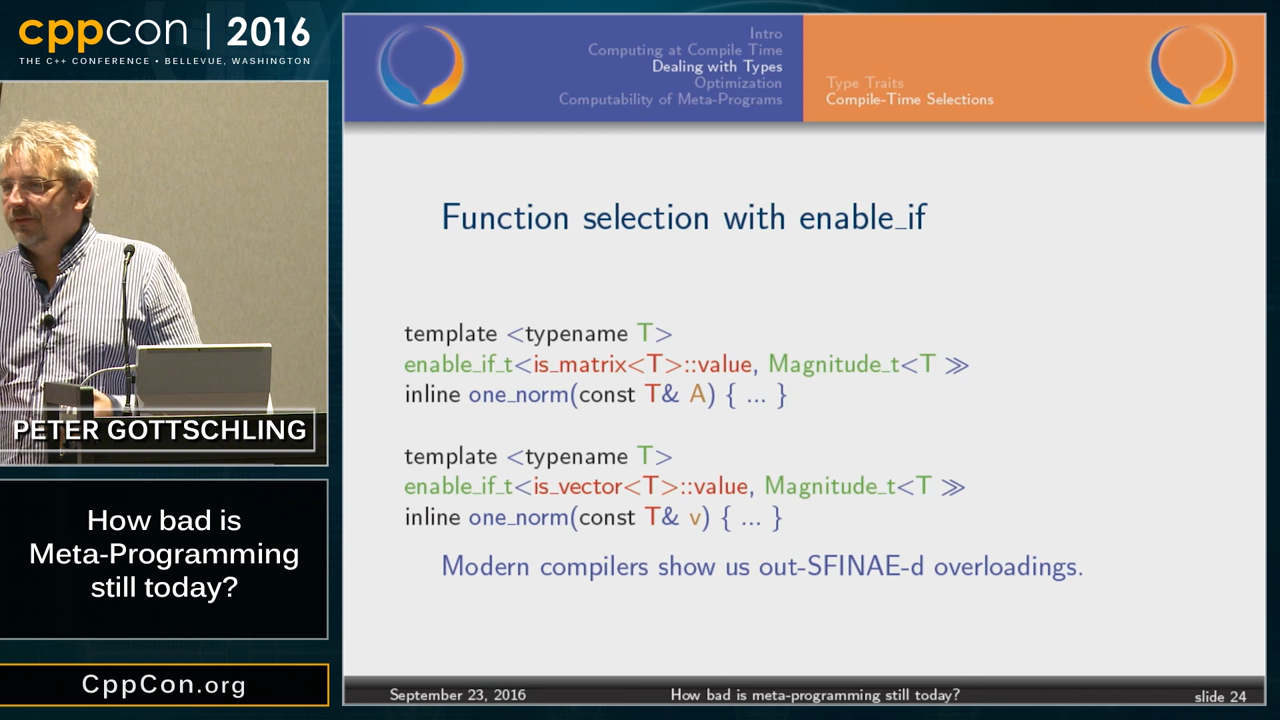 cppcon | 2016
THE C++ CONFERENCE • BELLEVUE, WASHINGTON
PETER GOTTSCHLING
How bad is
Meta-Programming
still today?
CppCon.org
Intro
Computing at Compile Time
Dealing with Types
Optimization
Computability of Meta-Programs
Type Traits
Compile-Time Selections
Function selection with enable_if
template <typename T>
enable_if_t<is_matrix<T>::value, Magnitude_t<T ≫
inline one_norm(const T& A) { ... }
template <typename T>
enable_if_t<is_vector<T>::value, Magnitude_t<T ≫
inline one_norm(const T& v) { ... }
Modern compilers show us out-SFINAE-d overloadings.
September 23, 2016 How bad is meta-programming still today? slide 24